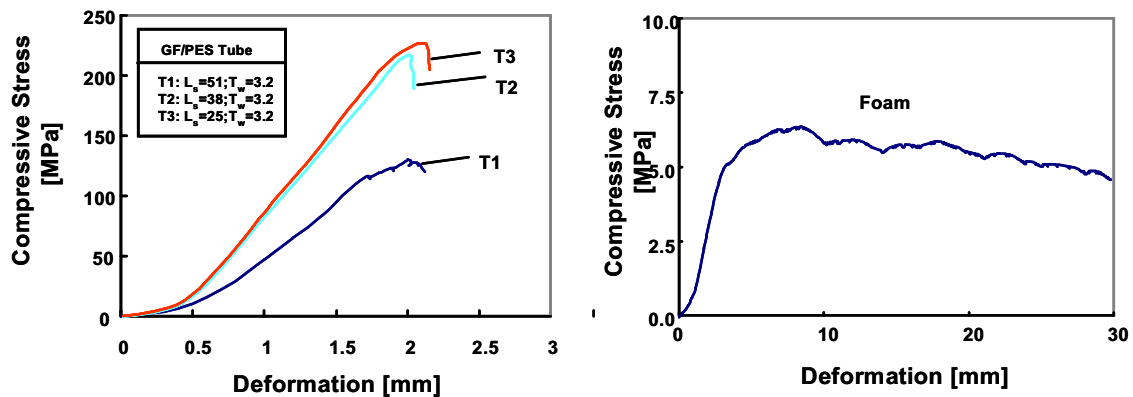 250
200
150
100
50
0
Compressive Stress
[MPa]
GF/PES Tube
T1: Ls=51;Tw=3.2
T2: Ls=38;Tw=3.2
T3: Ls=25;Tw=3.2
T3
T2
T1
0 0.5 1 1.5 2 2.5 3
Deformation [mm]
10.0
7.5
5.0
2.5
0.0
Compressive Stress
[MPa]
Foam
0 10 20 30
Deformation [mm]